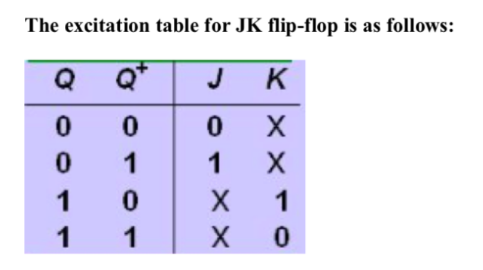 The excitation table for JK flip-flop is as follows:
Q Q+ J K
0 0 0 X
0 1 1 X
1 0 X 1
1 1 X 0